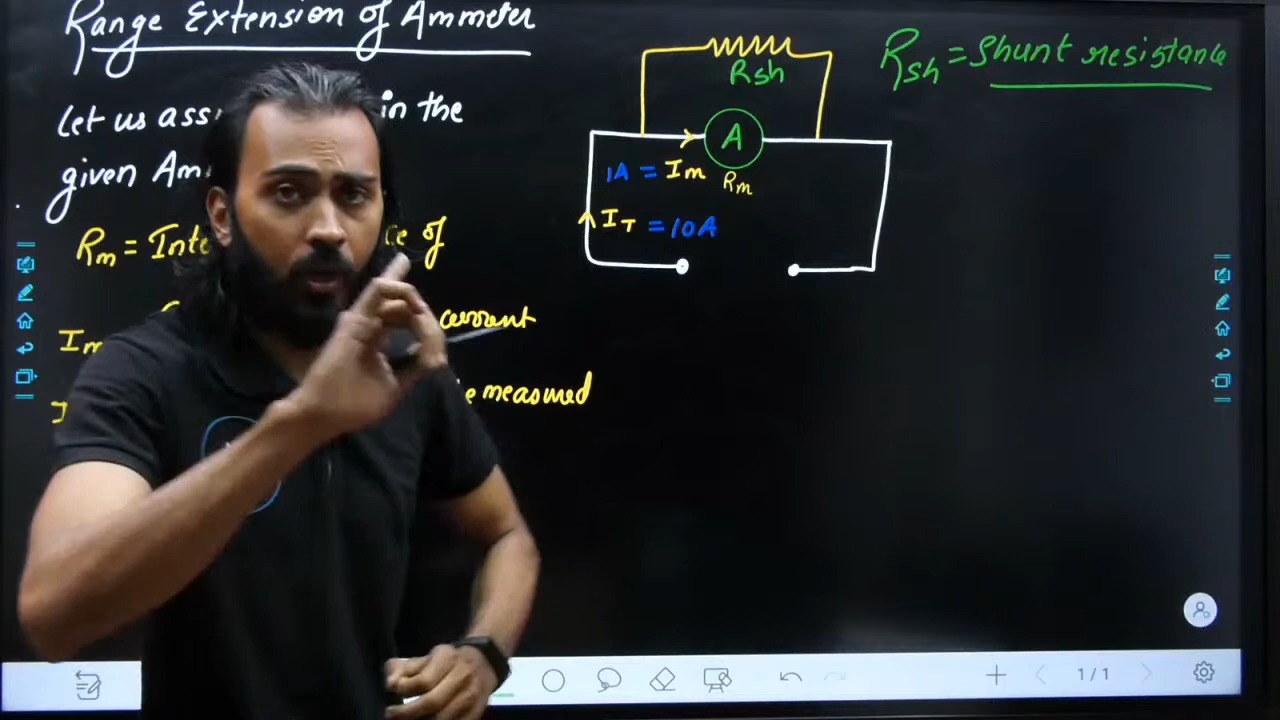 Range Extension of Ammeter
Let us ass in the
given Am
Rm = Inte ce of
current
Im
e measured
Rsh
A
1A = Im
Rm
IT = 10A
Rsh = Shunt resistance
1/1